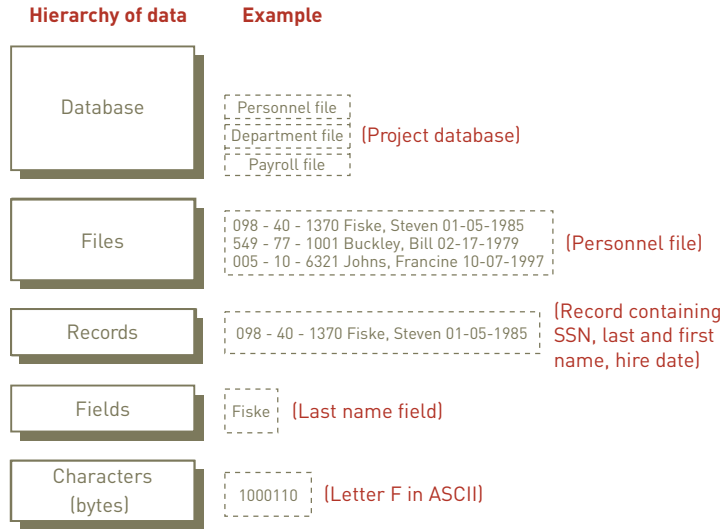 Hierarchy of data
Example
Database
Personnel file
Department file
Payroll file
(Project database)
Files
098 - 40 - 1370 Fiske, Steven 01-05-1985
549 - 77 - 1001 Buckley, Bill 02-17-1979
005 - 10 - 6321 Johns, Francine 10-07-1997
(Personnel file)
Records
098 - 40 - 1370 Fiske, Steven 01-05-1985
(Record containing
SSN, last and first
name, hire date)
Fields
Fiske
(Last name field)
Characters
(bytes)
1000110
(Letter F in ASCII)